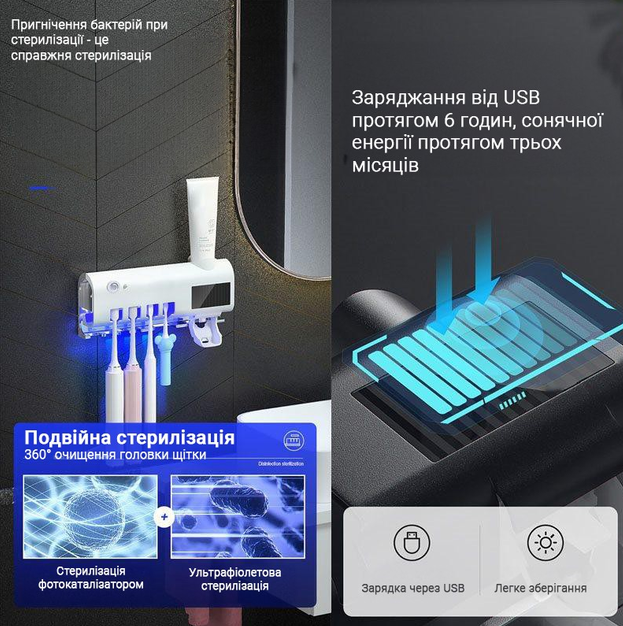 Пригнічення бактерій при
стерилізації - це
справжня стерилізація
Заряджання від USB
протягом 6 годин, сонячної
енергії протягом трьох
місяців
Подвійна стерилізація
360° очищення головки щітки
Disinfection sterilization
+
Стерилізація
фотокаталізатором
Ультрафіолетова
стерилізація
Зарядка через USB
Легке зберігання